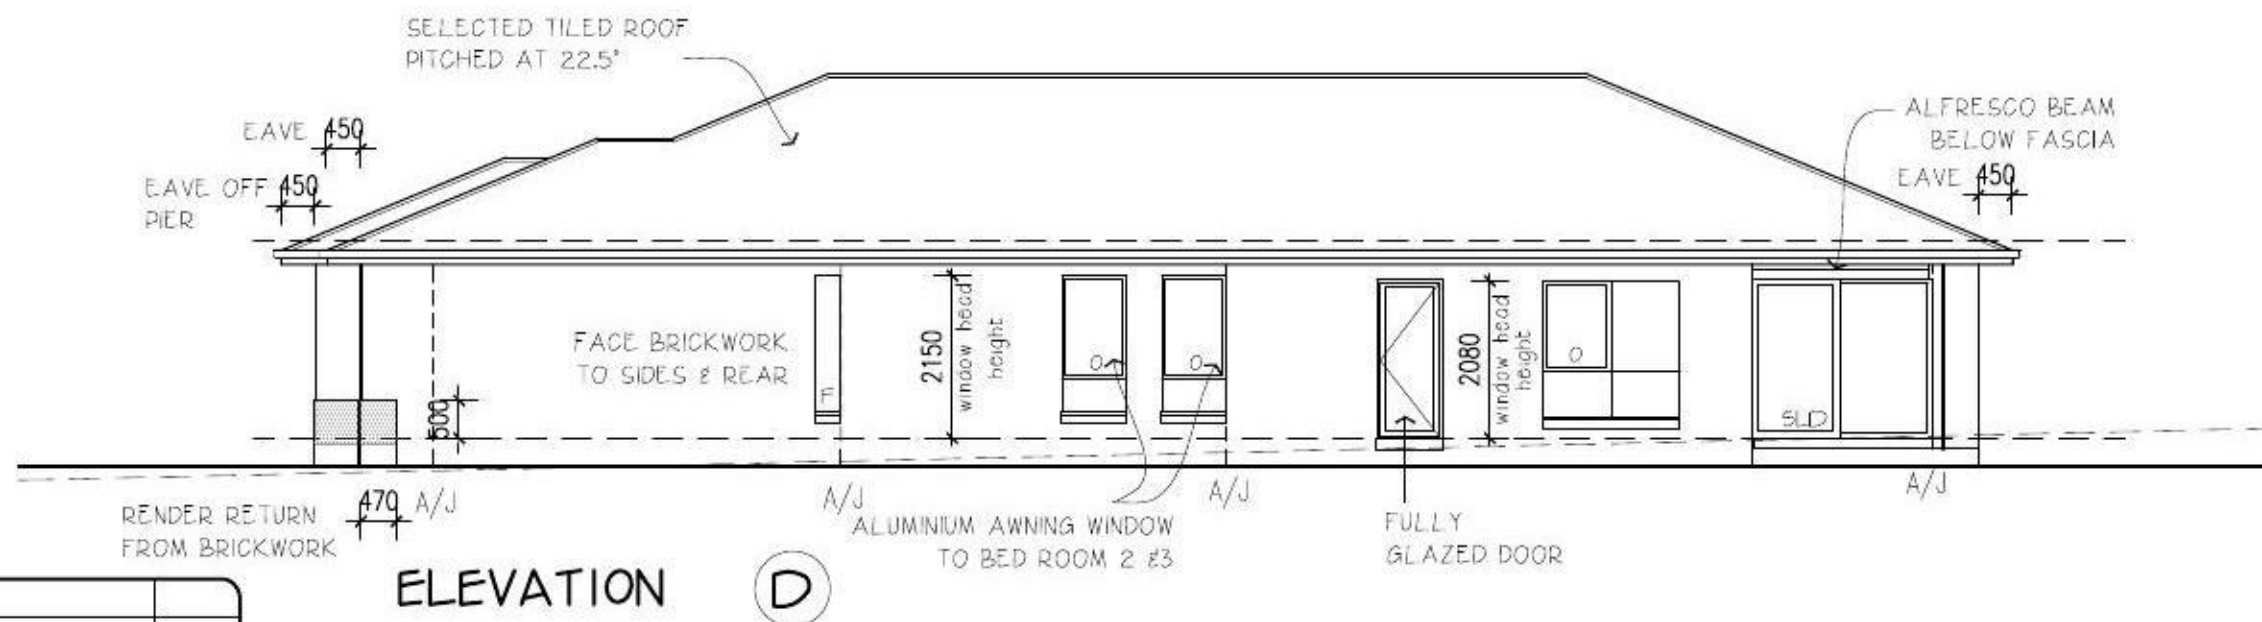 SELECTED TILED ROOF
PITCHED AT 22.5°
EAVE 450
EAVE OFF 450
PIER
ALFRESCO BEAM
BELOW FASCIA
EAVE 450
FACE BRICKWORK
TO SIDES & REAR
F
2150
window head
height
O
O
2080
window head
height
O
SLD
500
RENDER RETURN
FROM BRICKWORK
470
A/J
A/J
A/J
A/J
ALUMINIUM AWNING WINDOW
TO BED ROOM 2 &3
FULLY
GLAZED DOOR
ELEVATION D